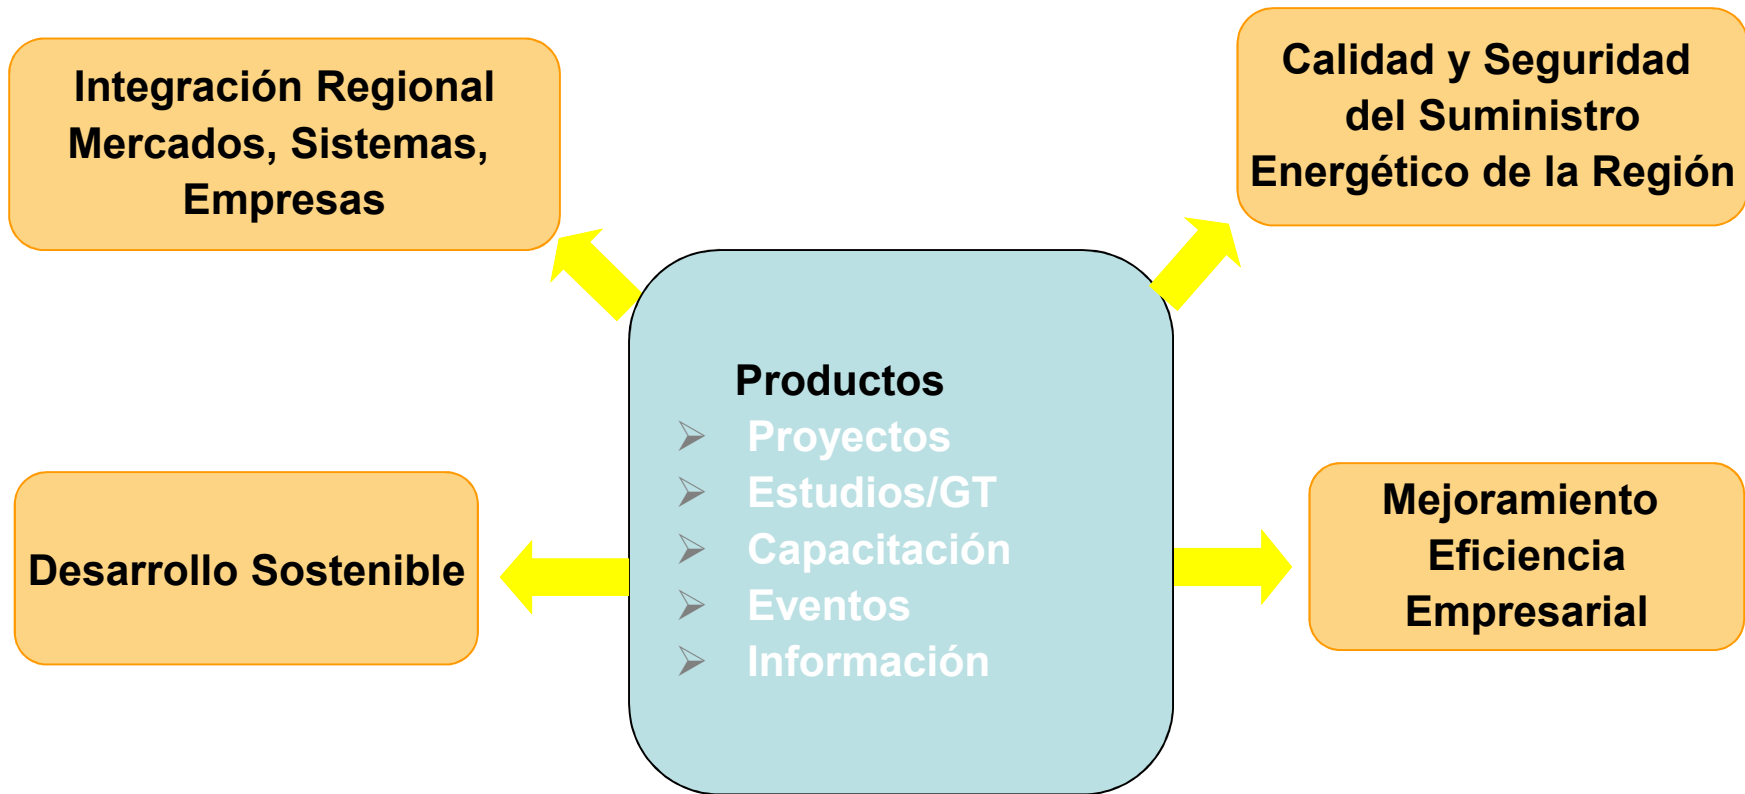 Integración Regional
Mercados, Sistemas,
Empresas
Calidad y Seguridad
del Suministro
Energético de la Región
Productos
Proyectos
Estudios/GT
Capacitación
Eventos
Información
Desarrollo Sostenible
Mejoramiento
Eficiencia
Empresarial